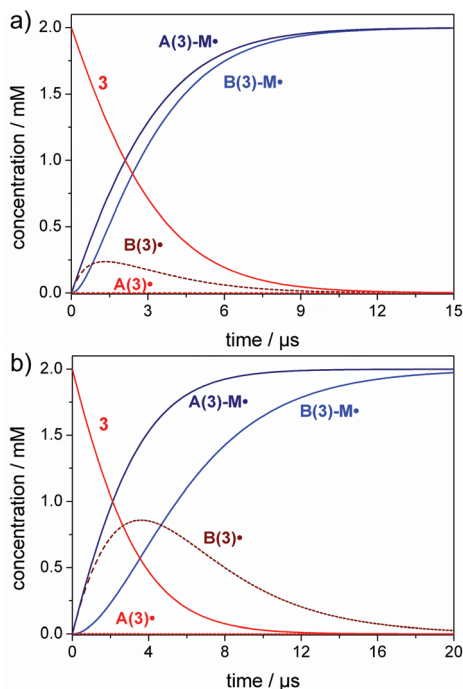 a)
2.0
1.5
1.0
0.5
0.0
concentration / mM
A(3)-M•
B(3)-M•
3
B(3)•
A(3)•
0 3 6 9 12 15
time / µs
b)
2.0
1.5
1.0
0.5
0.0
concentration / mM
3
A(3)-M•
B(3)-M•
B(3)•
A(3)•
0 4 8 12 16 20
time / µs